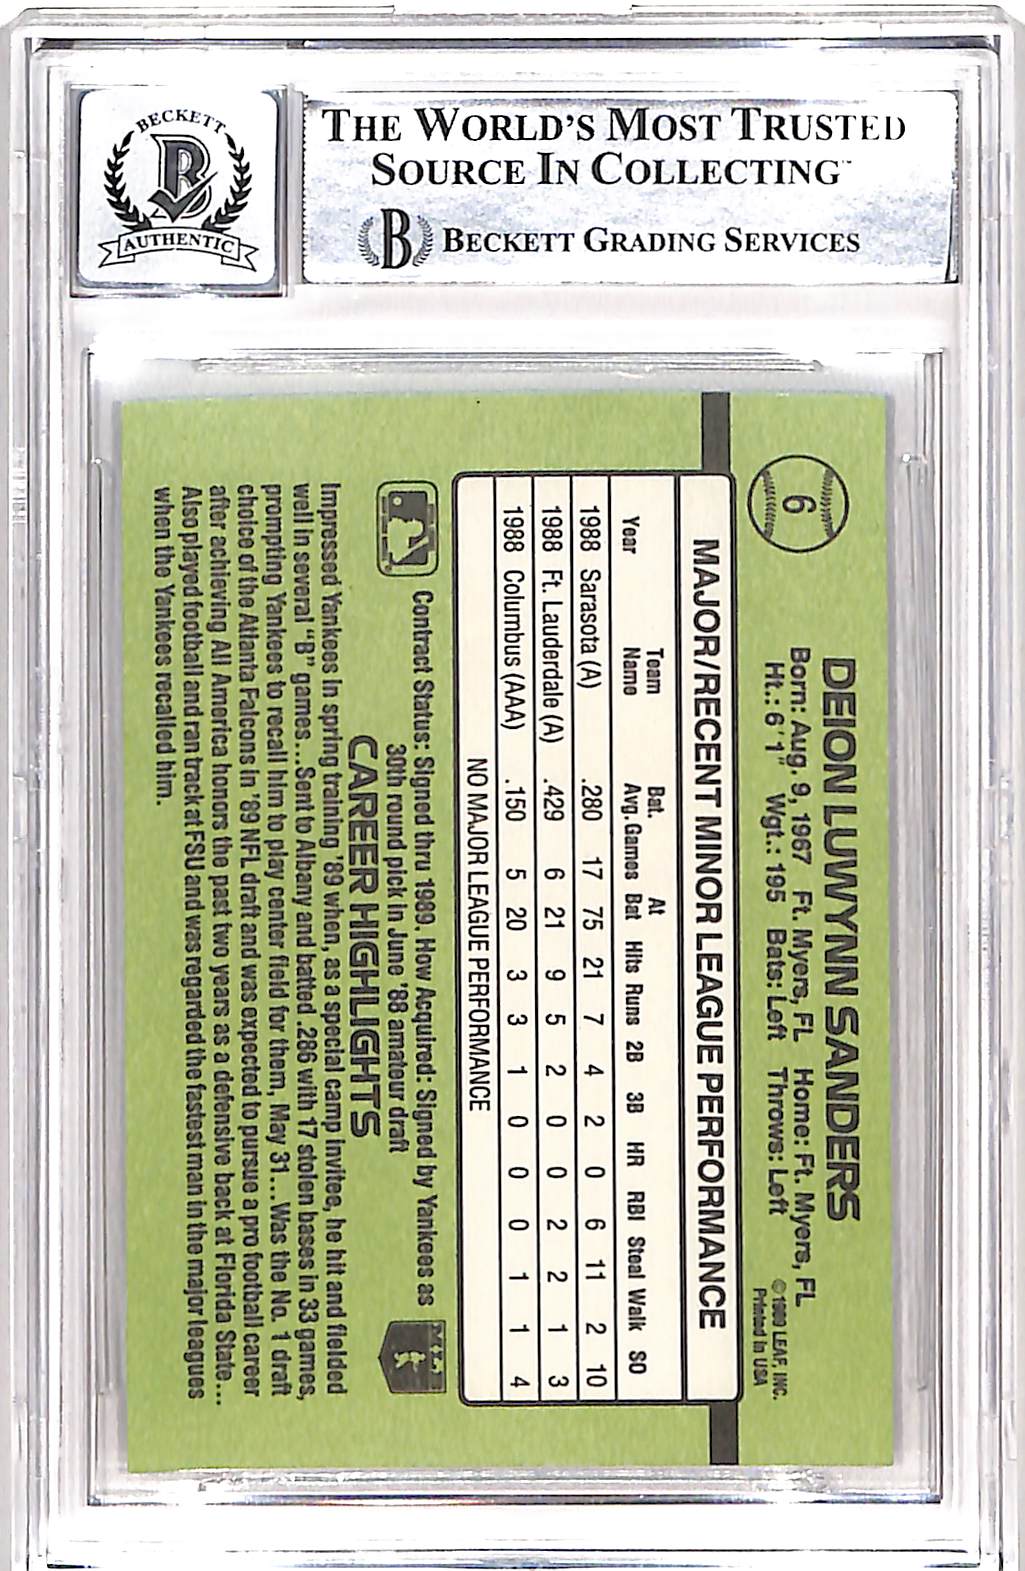 BECKETT
AUTHENTIC
THE WORLD'S MOST TRUSTED
SOURCE IN COLLECTING™
B BECKETT GRADING SERVICES
6
DEION LUWYNN SANDERS
Born: Aug. 9, 1967 Ft. Myers, FL Home: Ft. Myers, FL
Ht.: 6'1" Wgt.: 195 Bats: Left Throws: Left
© 1989 LEAF, INC.
Printed in USA
MAJOR/RECENT MINOR LEAGUE PERFORMANCE
Year Team Name Bat. Avg. Games At Bat Hits Runs 2B 3B HR RBI Steal Walk SO
1988 Sarasota (A) .280 17 75 21 7 4 2 0 6 11 2 10
1988 Ft. Lauderdale (A) .429 6 21 9 5 2 0 0 2 2 1 3
1988 Columbus (AAA) .150 5 20 3 3 1 0 0 0 1 1 4
NO MAJOR LEAGUE PERFORMANCE
Contract Status: Signed thru 1989. How Acquired: Signed by Yankees as
30th round pick in June '88 amateur draft
CAREER HIGHLIGHTS
Impressed Yankees in spring training '89 when, as a special camp invitee, he hit and fielded
well in several "B" games...Sent to Albany and batted .286 with 17 stolen bases in 33 games,
prompting Yankees to recall him to play center field for them, May 31...Was the No. 1 draft
choice of the Atlanta Falcons in '89 NFL draft and was expected to pursue a pro football career
after achieving All America honors the past two years as a defensive back at Florida State...
Also played football and ran track at FSU and was regarded the fastest man in the major leagues
when the Yankees recalled him.